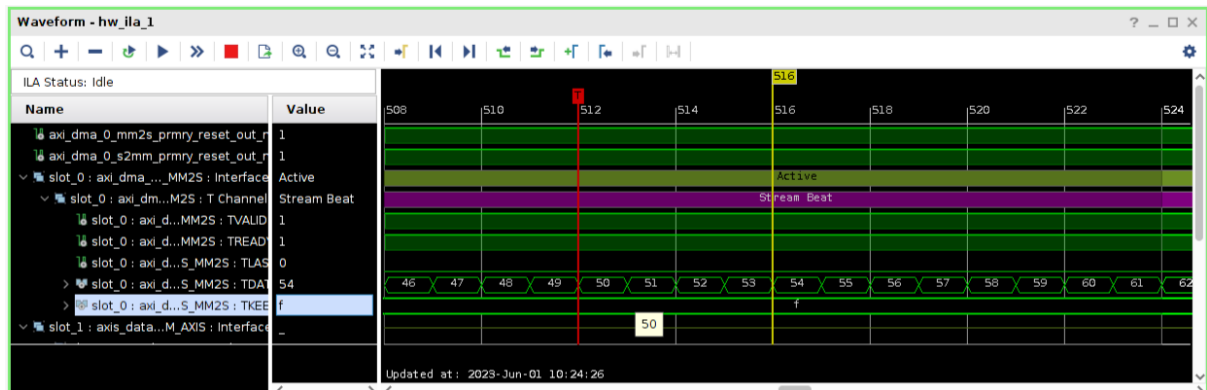 Waveform - hw_ila_1
ILA Status: Idle
516
Name Value
508 510 512 514 516 518 520 522 524
T
axi_dma_0_mm2s_prmry_reset_out_r 1
axi_dma_0_s2mm_prmry_reset_out_r 1
slot_0 : axi_dma_..._MM2S : Interface Active Active
slot_0 : axi_dm...M2S : T Channel Stream Beat Stream Beat
slot_0 : axi_d...MM2S : TVALID 1
slot_0 : axi_d...MM2S : TREAD 1
slot_0 : axi_d...S_MM2S : TLAS 0
slot_0 : axi_d...S_MM2S : TDAT 54 46 47 48 49 50 51 52 53 54 55 56 57 58 59 60 61 62
slot_0 : axi_d...S_MM2S : TKEE f f
slot_1 : axis_data...M_AXIS : Interface _
50
Updated at: 2023-Jun-01 10:24:26